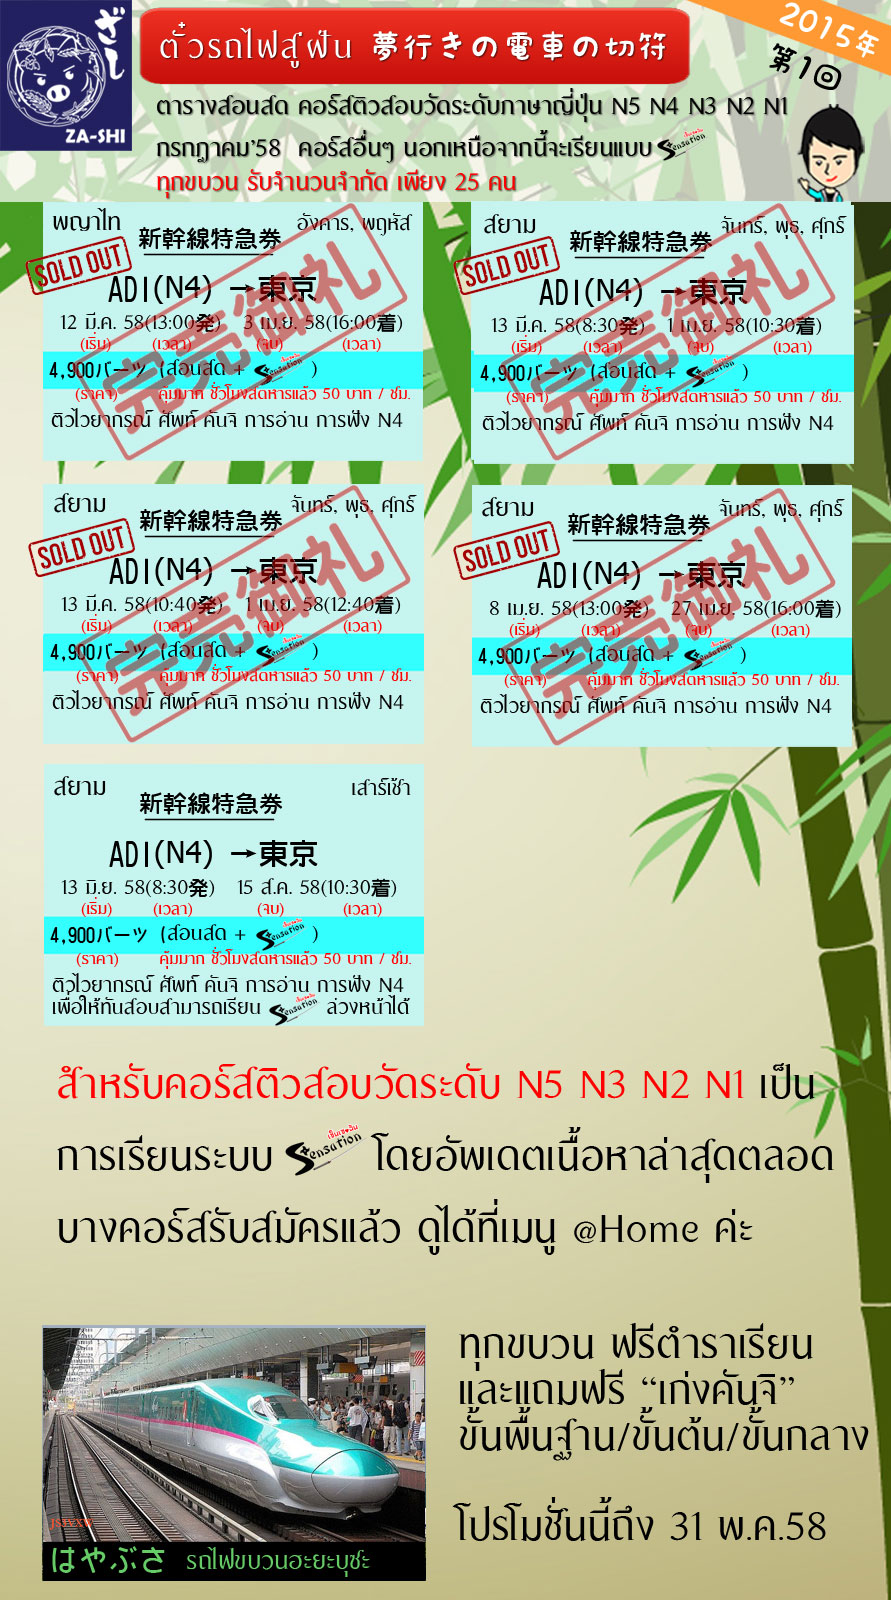 ざし
ZA-SHI
ตั๋วรถไฟสู่ฝัน 夢行きの電車の切符
2015年
第1回
ตารางสอนสด คอร์สติวสอบวัดระดับภาษาญี่ปุ่น N5 N4 N3 N2 N1
กรกฎาคม'58 คอร์สอื่นๆ นอกเหนือจากนี้จะเรียนแบบ Sensation
ทุกขบวน รับจำนวนจำกัด เพียง 25 คน
พญาไท
อังคาร, พฤหัส
新幹線特急券
SOLD OUT
ADI(N4) →東京
12 มี.ค. 58(13:00発) 3 เม.ย. 58(16:00着)
(เริ่ม) (เวลา) (จบ) (เวลา)
4,900バーツ (สอนสด + Sensation)
(ราคา) คุ้มมาก ชั่วโมงสดหารแล้ว 50 บาท / ชม.
ติวไวยากรณ์ ศัพท์ คันจิ การอ่าน การฟัง N4
完売御礼
สยาม
จันทร์, พุธ, ศุกร์
新幹線特急券
SOLD OUT
ADI(N4) →東京
13 มี.ค. 58(8:30発) 1 เม.ย. 58(10:30着)
(เริ่ม) (เวลา) (จบ) (เวลา)
4,900バーツ (สอนสด + Sensation)
(ราคา) คุ้มมาก ชั่วโมงสดหารแล้ว 50 บาท / ชม.
ติวไวยากรณ์ ศัพท์ คันจิ การอ่าน การฟัง N4
完売御礼
สยาม
จันทร์, พุธ, ศุกร์
新幹線特急券
SOLD OUT
ADI(N4) →東京
13 มี.ค. 58(10:40発) 1 เม.ย. 58(12:40着)
(เริ่ม) (เวลา) (จบ) (เวลา)
4,900バーツ (สอนสด + Sensation)
(ราคา) คุ้มมาก ชั่วโมงสดหารแล้ว 50 บาท / ชม.
ติวไวยากรณ์ ศัพท์ คันจิ การอ่าน การฟัง N4
完売御礼
สยาม
จันทร์, พุธ, ศุกร์
新幹線特急券
SOLD OUT
ADI(N4) →東京
8 เม.ย. 58(13:00発) 27 เม.ย. 58(16:00着)
(เริ่ม) (เวลา) (จบ) (เวลา)
4,900バーツ (สอนสด + Sensation)
(ราคา) คุ้มมาก ชั่วโมงสดหารแล้ว 50 บาท / ชม.
ติวไวยากรณ์ ศัพท์ คันจิ การอ่าน การฟัง N4
完売御礼
สยาม
เสาร์เช้า
新幹線特急券
ADI(N4) →東京
13 มิ.ย. 58(8:30発) 15 ส.ค. 58(10:30着)
(เริ่ม) (เวลา) (จบ) (เวลา)
4,900バーツ (สอนสด + Sensation)
(ราคา) คุ้มมาก ชั่วโมงสดหารแล้ว 50 บาท / ชม.
ติวไวยากรณ์ ศัพท์ คันจิ การอ่าน การฟัง N4
เพื่อให้ทันสอบสามารถเรียน Sensation ล่วงหน้าได้
สำหรับคอร์สติวสอบวัดระดับ N5 N3 N2 N1 เป็น
การเรียนระบบ Sensation โดยอัพเดตเนื้อหาล่าสุดตลอด
บางคอร์สรับสมัครแล้ว ดูได้ที่เมนู @Home ค่ะ
はやぶさ รถไฟขบวนฮะยะบุซะ
ทุกขบวน ฟรีตำราเรียน
และแถมฟรี “เก่งคันจิ”
ขั้นพื้นฐาน/ขั้นต้น/ขั้นกลาง
โปรโมชั่นนี้ถึง 31 พ.ค.58